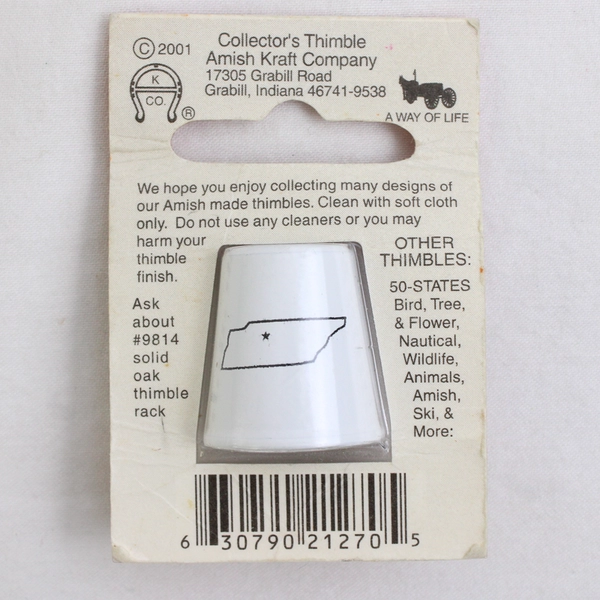 © 2001
K
CO.
®
Collector's Thimble
Amish Kraft Company
17305 Grabill Road
Grabill, Indiana 46741-9538
A WAY OF LIFE
We hope you enjoy collecting many designs of
our Amish made thimbles. Clean with soft cloth
only. Do not use any cleaners or you may
harm your
thimble
finish.
Ask
about
#9814
solid
oak
thimble
rack
OTHER
THIMBLES:
50-STATES
Bird, Tree,
& Flower,
Nautical,
Wildlife,
Animals,
Amish,
Ski, &
More:
6 30790 21270 5